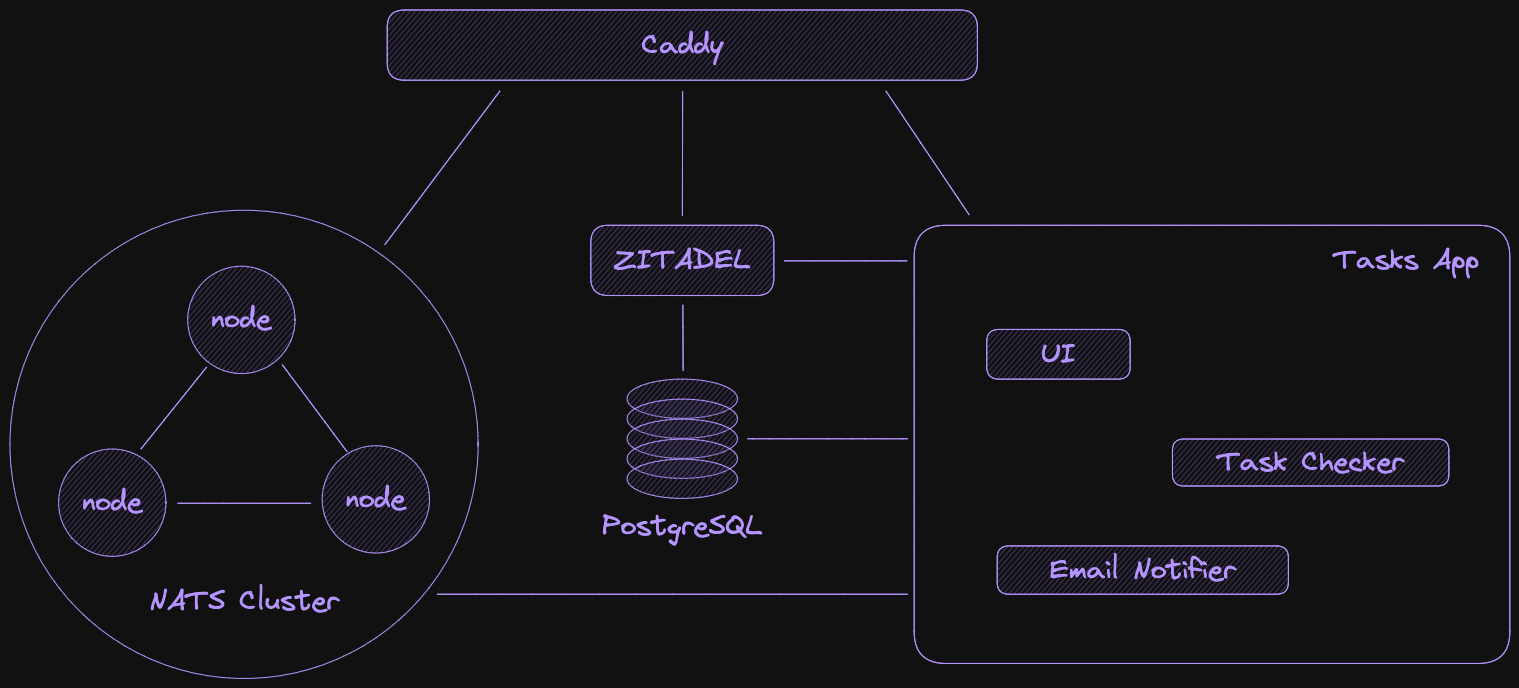 Caddy
ZITADEL
Tasks App
node
UI
Task Checker
node
node
PostgreSQL
Email Notifier
NATS Cluster